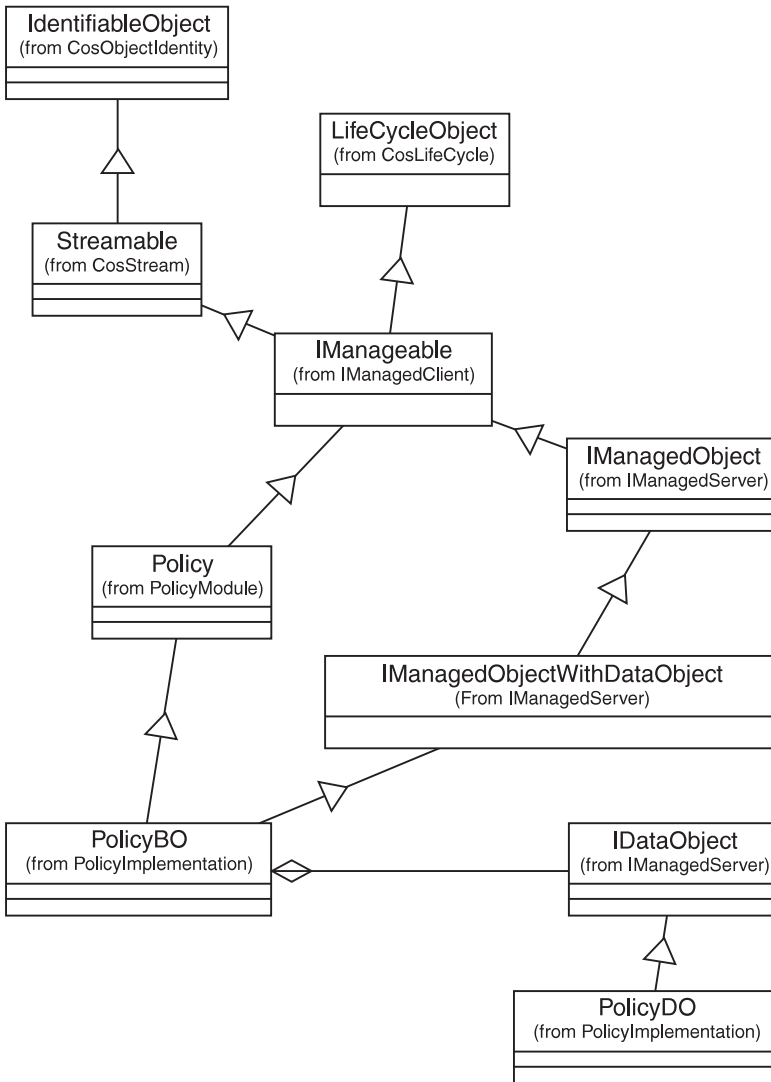 IdentifiableObject
(from CosObjectIdentity)
LifeCycleObject
(from CosLifeCycle)
Streamable
(from CosStream)
IManageable
(from IManagedClient)
IManagedObject
(from IManagedServer)
Policy
(from PolicyModule)
IManagedObjectWithDataObject
(From IManagedServer)
PolicyBO
(from PolicyImplementation)
IDataObject
(from IManagedServer)
PolicyDO
(from PolicyImplementation)